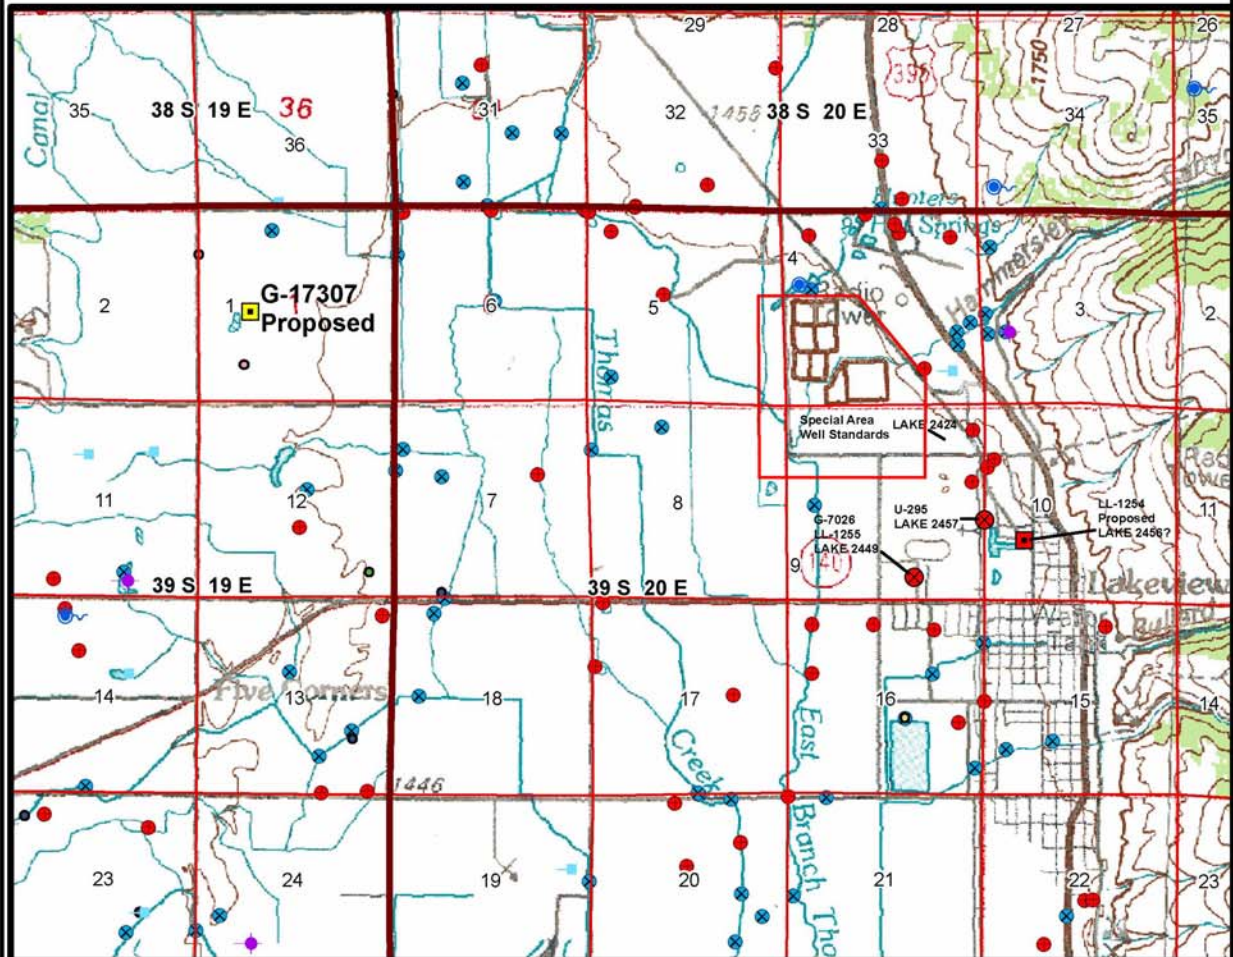 29
28
27
26
395
1750
Canal
35
38 S 19 E
36
36
31
32
1455
38 S 20 E
33
34
35
Hunters
Hot Springs
Hammersley
2
1
G-17307
Proposed
6
5
4
Radio
Tower
3
2
Thomas
Special Area
Well Standards
LAKE 2424
11
12
7
8
9
10
11
G-7026
LL-1255
LAKE 2449
U-295
LAKE 2457
LL-1254
Proposed
LAKE 2456?
140
39 S 19 E
39 S 20 E
Lakeview
Water
Tank
Bullard
14
Five Corners
13
18
17
16
15
14
Creek
East
Branch
Tho
1446
23
24
19
20
21
22
23